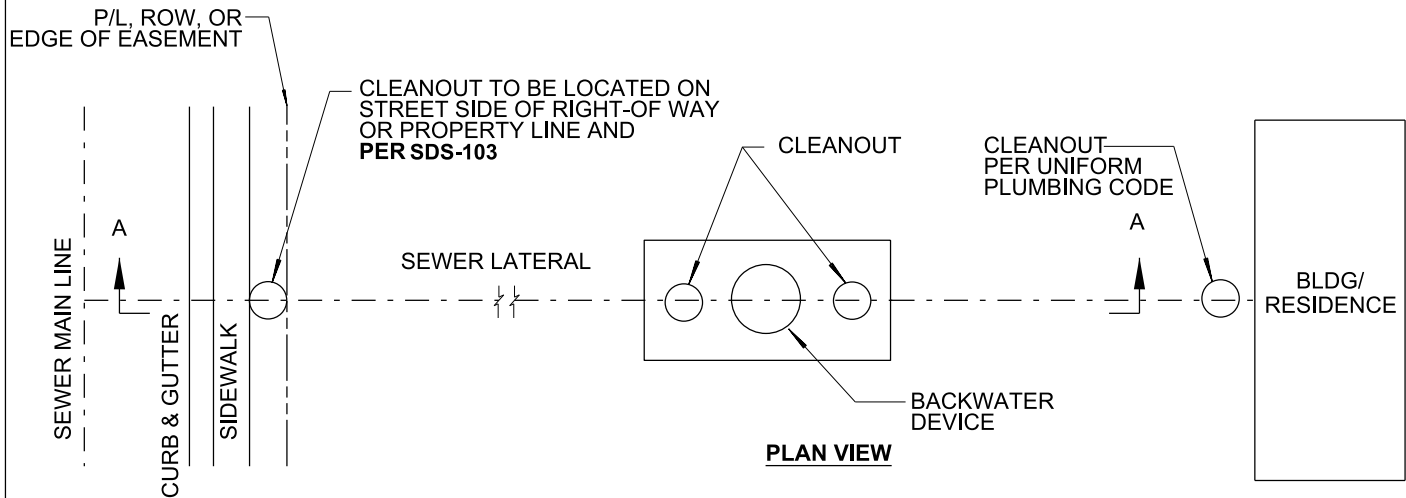 P/L, ROW, OR
EDGE OF EASEMENT
CLEANOUT TO BE LOCATED ON
STREET SIDE OF RIGHT-OF WAY
OR PROPERTY LINE AND
PER SDS-103
CLEANOUT
CLEANOUT
PER UNIFORM
PLUMBING CODE
A
A
SEWER LATERAL
BLDG/
RESIDENCE
SEWER MAIN LINE
CURB & GUTTER
SIDEWALK
BACKWATER
DEVICE
PLAN VIEW